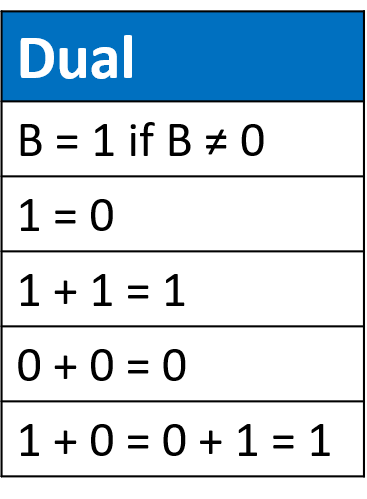 Dual
B = 1 if B ≠ 0
1 = 0
1 + 1 = 1
0 + 0 = 0
1 + 0 = 0 + 1 = 1